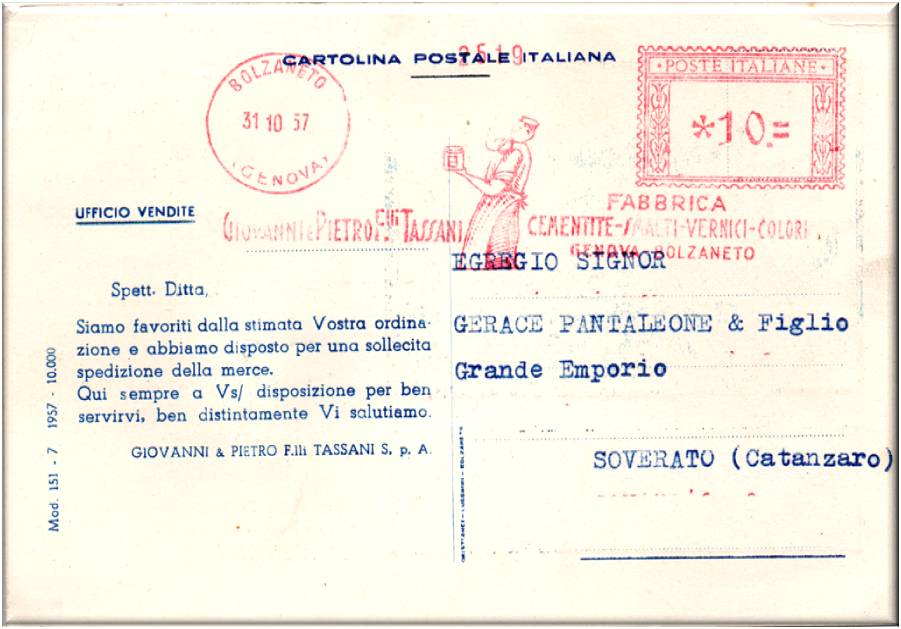 CARTOLINA POSTALE ITALIANA
2519
BOLZANETO
31 10 57
(GENOVA)
• POSTE ITALIANE •
*10.=
GIOVANNI e PIETRO F.lli TASSANI
FABBRICA
CEMENTITE-SMALTI-VERNICI-COLORI
GENOVA-BOLZANETO
UFFICIO VENDITE
Spett. Ditta,
Siamo favoriti dalla stimata Vostra ordina-
zione e abbiamo disposto per una sollecita
spedizione della merce.
Qui sempre a Vs/ disposizione per ben
servirvi, ben distintamente Vi salutiamo.
GIOVANNI & PIETRO F.lli TASSANI S. p. A.
Mod. 151 - 7 1957 - 10.000
EGREGIO SIGNOR
GERACE PANTALEONE & Figlio
Grande Emporio
SOVERATO (Catanzaro)